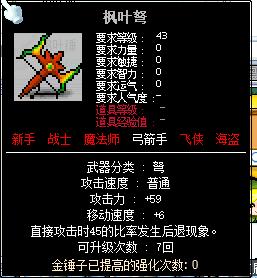 枫叶弩
要求等级： 43
要求力量： 0
要求敏捷： 0
要求智力： 0
要求运气： 0
要求人气度： -
道具等级： -
道具经验值： -
新手 战士 魔法师 弓箭手 飞侠 海盗
武器分类 : 弩
攻击速度 : 普通
攻击力 : +59
移动速度 : +6
直接攻击时45的比率发生后退现象。
可升级次数 : 7回
金锤子已提高的强化次数: 0